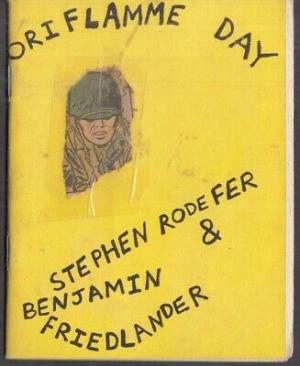 ORIFLAMME DAY
STEPHEN RODEFER
&
BENJAMIN
FRIEDLANDER